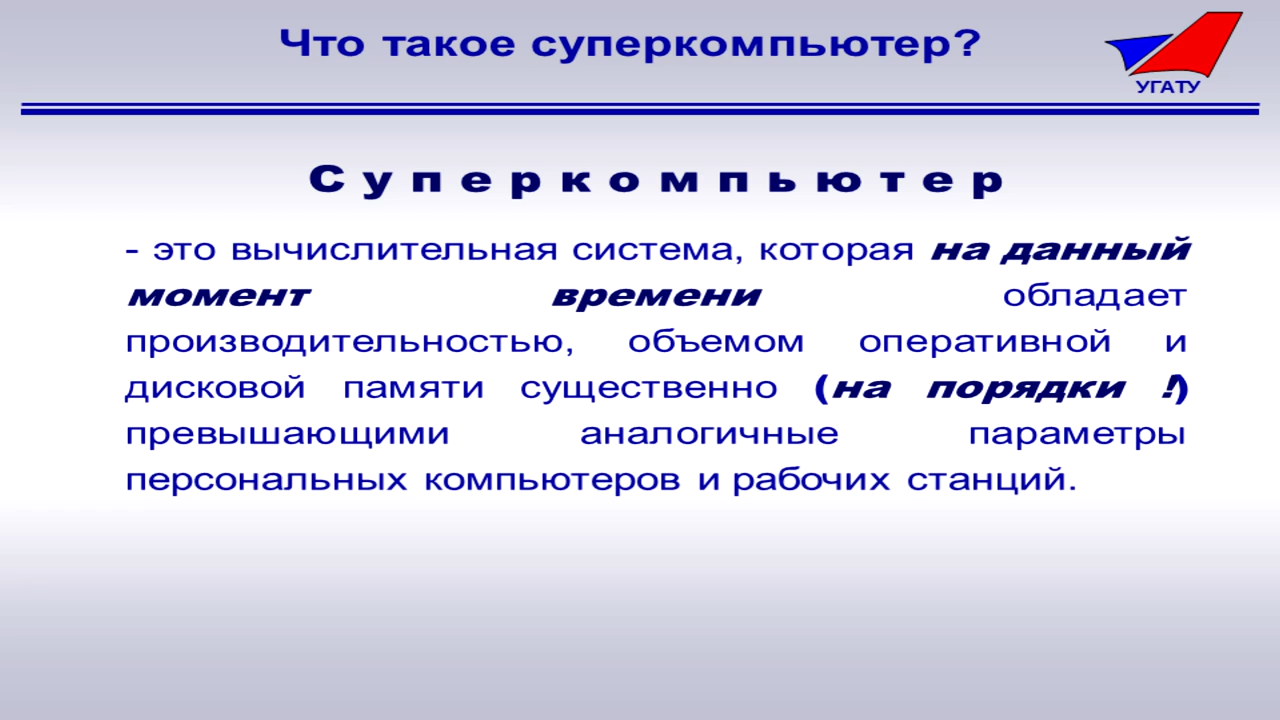 Что такое суперкомпьютер?
УГАТУ
Суперкомпьютер
- это вычислительная система, которая на данный
момент времени обладает
производительностью, объемом оперативной и
дисковой памяти существенно (на порядки !)
превышающими аналогичные параметры
персональных компьютеров и рабочих станций.